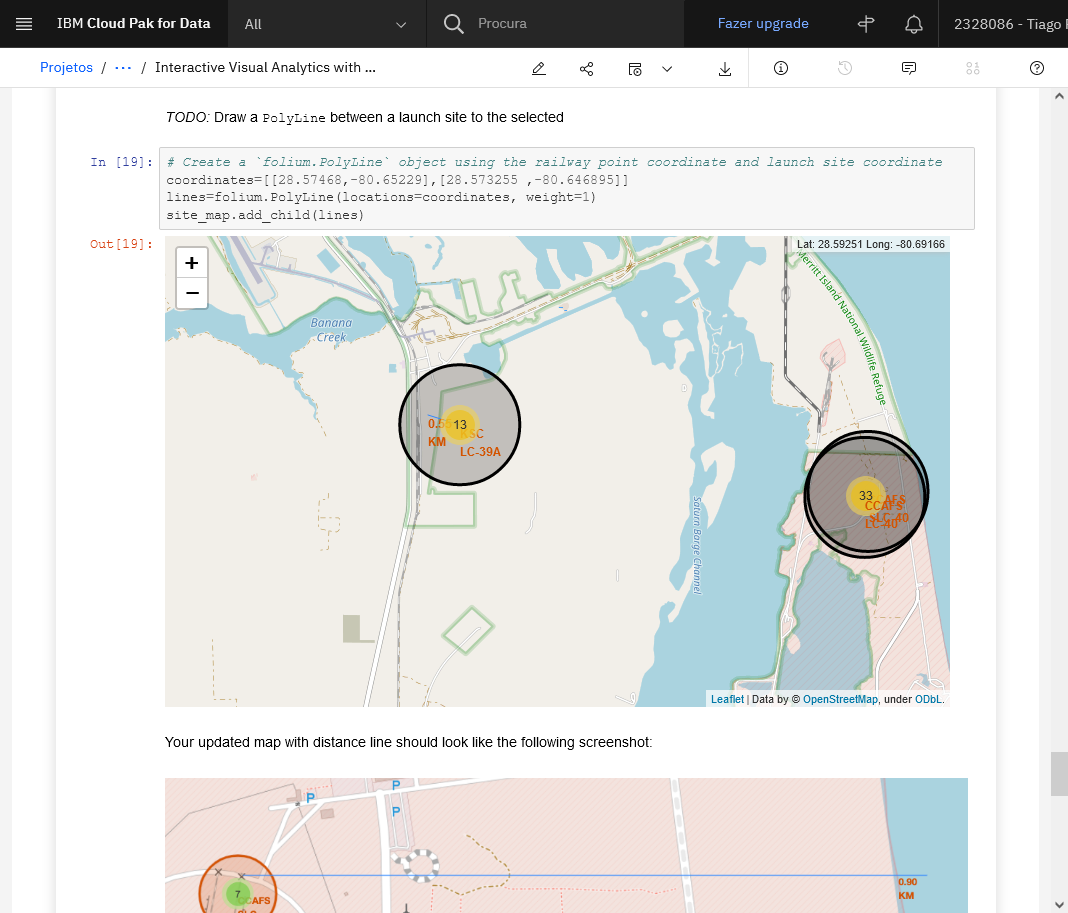 IBM Cloud Pak for Data
All
Procura
Fazer upgrade
2328086 - Tiago
Projetos / ... / Interactive Visual Analytics with ...
TODO: Draw a PolyLine between a launch site to the selected
In [19]:
# Create a `folium.PolyLine` object using the railway point coordinate and launch site coordinate
coordinates=[[28.57468,-80.65229],[28.573255 ,-80.646895]]
lines=folium.PolyLine(locations=coordinates, weight=1)
site_map.add_child(lines)
Out[19]:
+
−
Lat: 28.59251 Long: -80.69166
Merritt Island National Wildlife Refuge
Banana
Creek
13
KM
KSC
LC-39A
33
CCAFS
SLC-40
LC-40
Saturn Barge Channel
Leaflet | Data by © OpenStreetMap, under ODbL.
Your updated map with distance line should look like the following screenshot:
P
P
P
7
CCAFS
0.90
KM